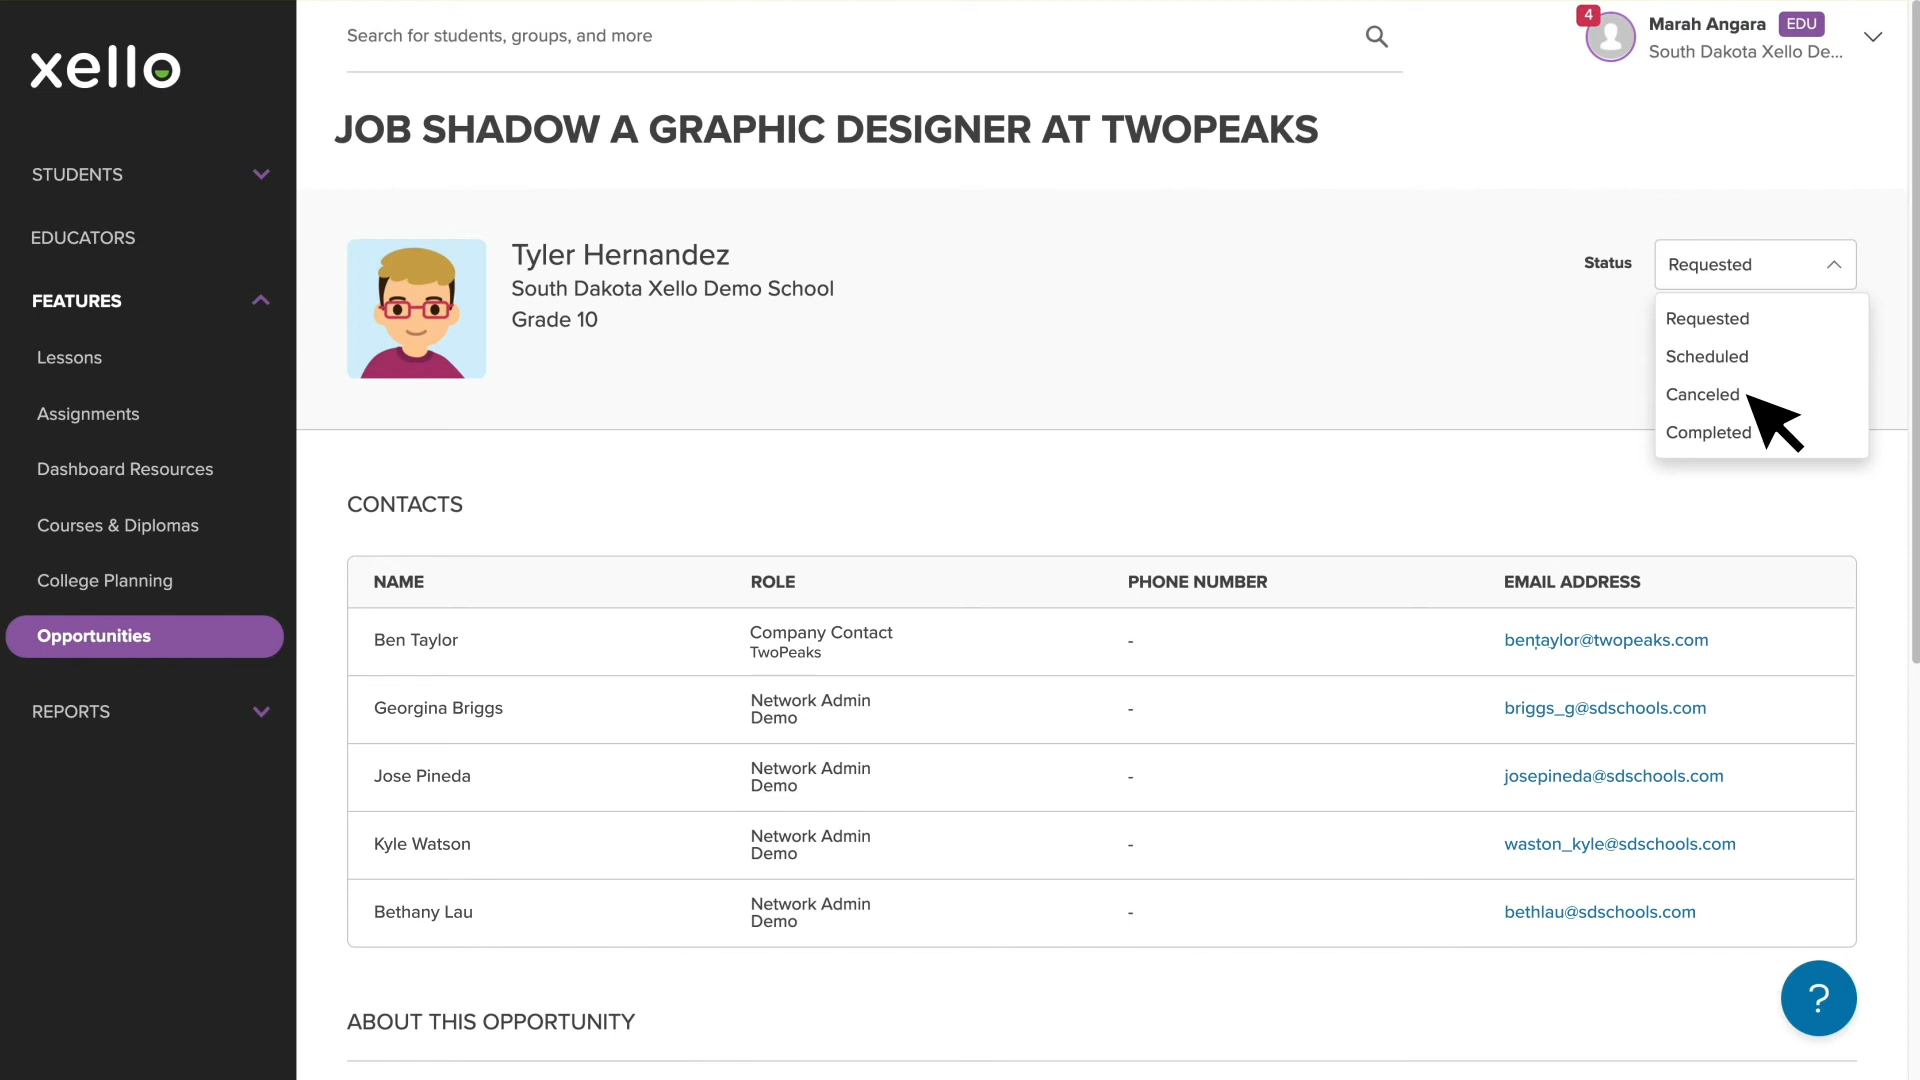 xello
STUDENTS
EDUCATORS
FEATURES
Lessons
Assignments
Dashboard Resources
Courses & Diplomas
College Planning
Opportunities
REPORTS
Search for students, groups, and more
4
Marah Angara EDU
South Dakota Xello De...
JOB SHADOW A GRAPHIC DESIGNER AT TWOPEAKS
Tyler Hernandez
South Dakota Xello Demo School
Grade 10
Status Requested
Requested
Scheduled
Canceled
Completed
CONTACTS
NAME ROLE PHONE NUMBER EMAIL ADDRESS
Ben Taylor Company Contact - bentaylor@twopeaks.com
TwoPeaks
Georgina Briggs Network Admin - briggs_g@sdschools.com
Demo
Jose Pineda Network Admin - josepineda@sdschools.com
Demo
Kyle Watson Network Admin - waston_kyle@sdschools.com
Demo
Bethany Lau Network Admin - bethlau@sdschools.com
Demo
ABOUT THIS OPPORTUNITY
?